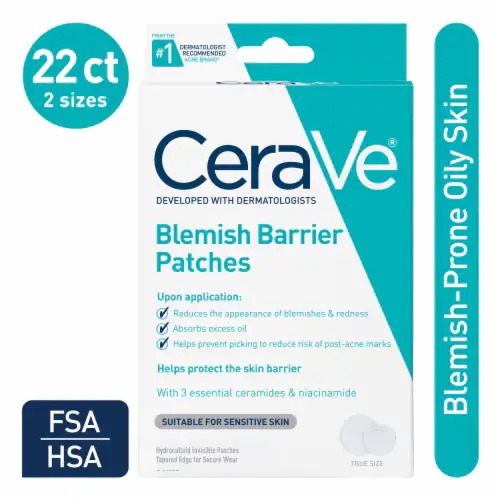 22 ct
2 sizes
FROM THE
#1 DERMATOLOGIST
RECOMMENDED
ACNE BRAND
CeraVe®
DEVELOPED WITH DERMATOLOGISTS
Blemish Barrier
Patches
Upon application:
Reduces the appearance of blemishes & redness
Absorbs excess oil
Helps prevent picking to reduce risk of post-acne marks
Helps protect the skin barrier
With 3 essential ceramides & niacinamide
SUITABLE FOR SENSITIVE SKIN
Hydrocolloid Invisible Patches
Tapered Edge for Secure Wear
TRUE SIZE
Blemish-Prone Oily Skin
FSA
HSA